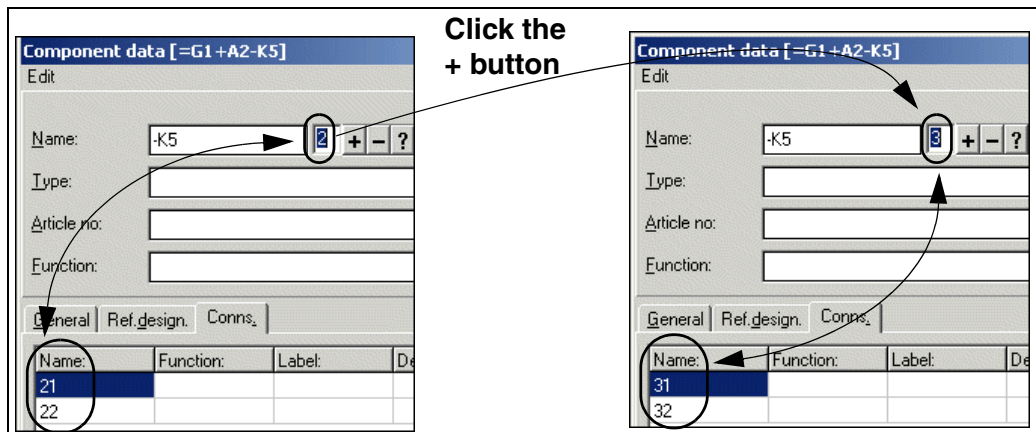 Click the
+ button
Component data [=G1+A2-K5]
Edit
Name: -K5 2 + - ?
Type:
Article no:
Function:
General Ref.design. Conns.
Name: Function: Label: De
21
22
Component data [=G1+A2-K5]
Edit
Name: -K5 3 + - ?
Type:
Article no:
Function:
General Ref.design. Conns.
Name: Function: Label: De
31
32